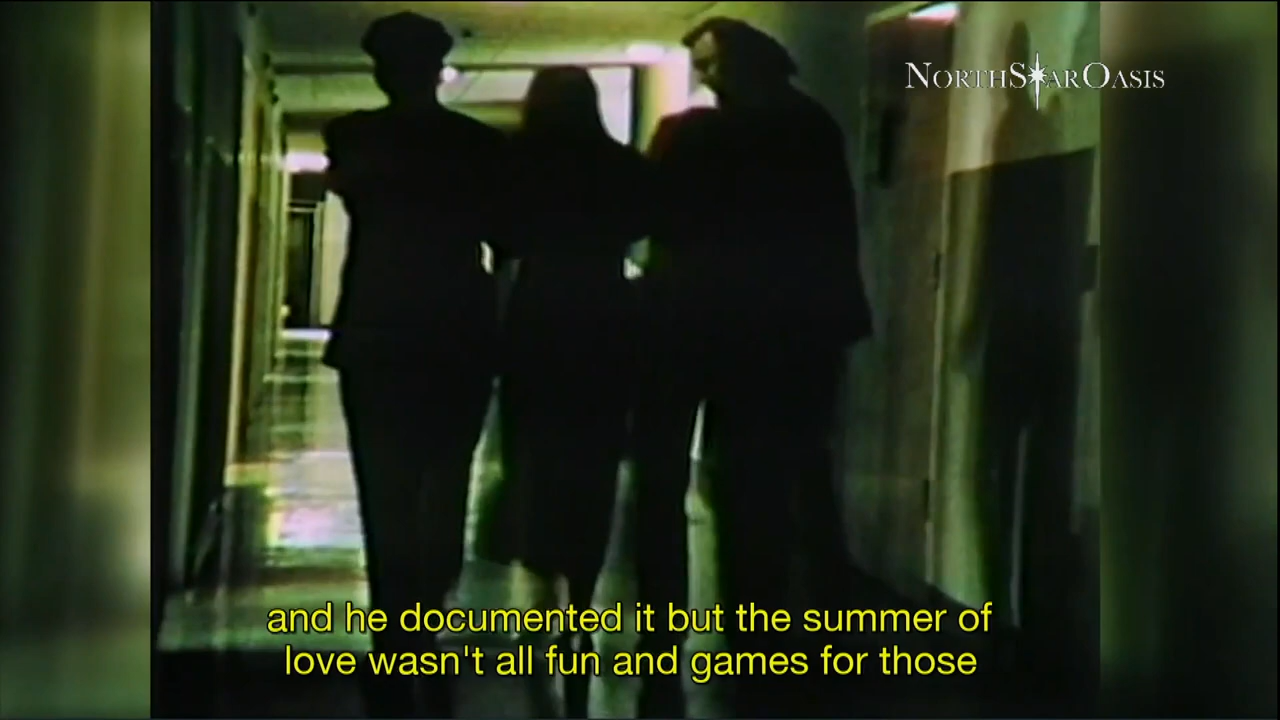 NorthStarOasis
and he documented it but the summer of
love wasn't all fun and games for those